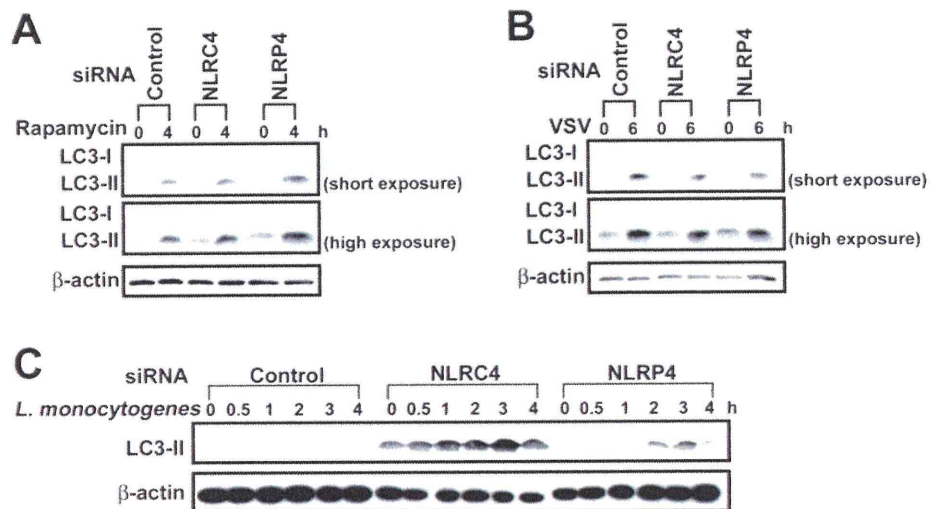 A
siRNA
Control
NLRC4
NLRP4
Rapamycin 0 4 0 4 0 4 h
LC3-I
LC3-II
(short exposure)
LC3-I
LC3-II
(high exposure)
β-actin
B
siRNA
Control
NLRC4
NLRP4
VSV 0 6 0 6 0 6 h
LC3-I
LC3-II
(short exposure)
LC3-I
LC3-II
(high exposure)
β-actin
C
siRNA Control NLRC4 NLRP4
L. monocytogenes 0 0.5 1 2 3 4 0 0.5 1 2 3 4 0 0.5 1 2 3 4 h
LC3-II
β-actin